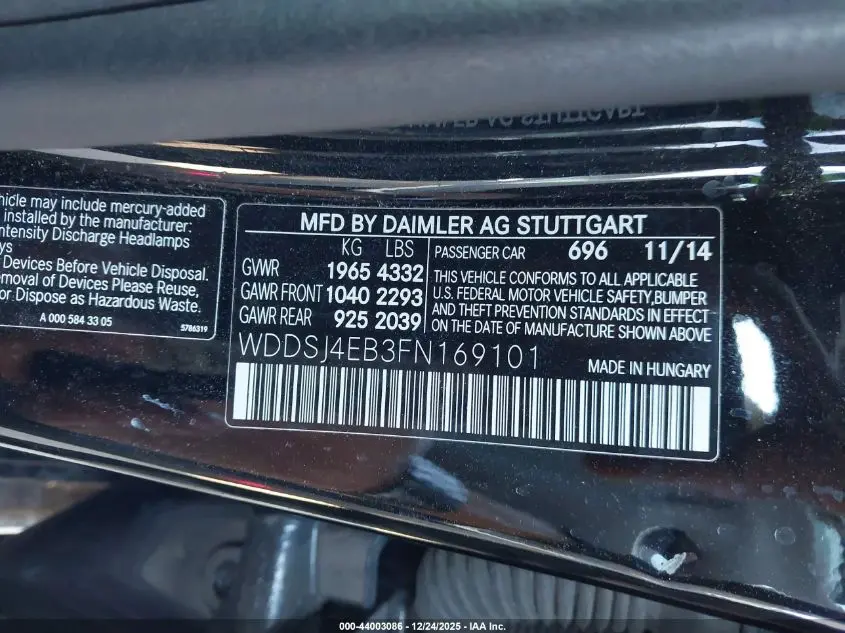 ehicle may include mercury-added
installed by the manufacturer:
ntensity Discharge Headlamps
ys
Devices Before Vehicle Disposal.
moval of Devices Please Reuse,
or Dispose as Hazardous Waste.
A 000 584 33 05
5786319
MFD BY DAIMLER AG STUTTGART
KG LBS
GVWR 1965 4332
GAWR FRONT 1040 2293
GAWR REAR 925 2039
PASSENGER CAR 696 11/14
THIS VEHICLE CONFORMS TO ALL APPLICABLE
U.S. FEDERAL MOTOR VEHICLE SAFETY,BUMPER
AND THEFT PREVENTION STANDARDS IN EFFECT
ON THE DATE OF MANUFACTURE SHOWN ABOVE
WDDSJ4EB3FN169101
MADE IN HUNGARY
000-44003086 - 12/24/2025 - IAA Inc.